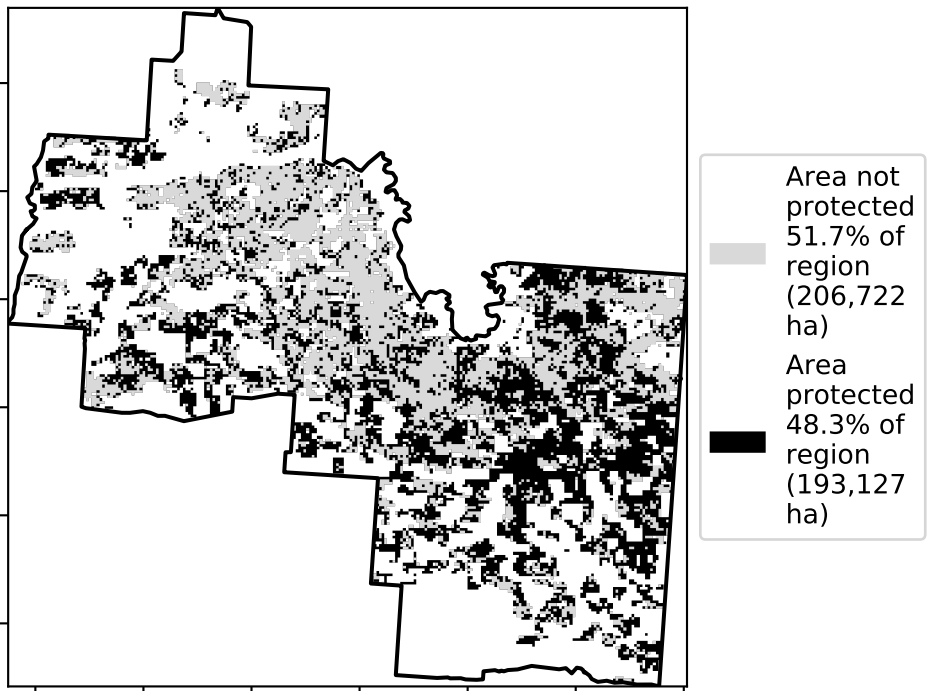 Area not
protected
51.7% of
region
(206,722
ha)
Area
protected
48.3% of
region
(193,127
ha)